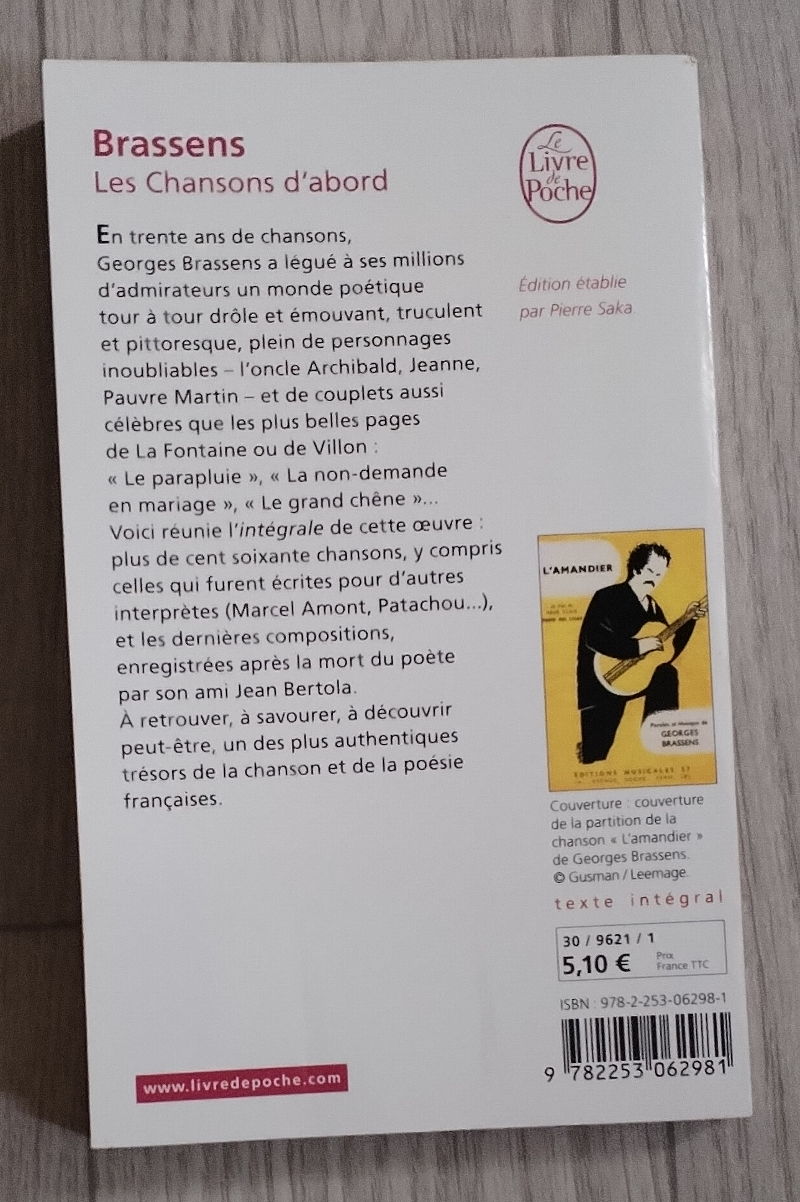 Brassens
Les Chansons d'abord
Le
Livre
de
Poche
En trente ans de chansons,
Georges Brassens a légué à ses millions
d'admirateurs un monde poétique
tour à tour drôle et émouvant, truculent
et pittoresque, plein de personnages
inoubliables – l'oncle Archibald, Jeanne,
Pauvre Martin – et de couplets aussi
célèbres que les plus belles pages
de La Fontaine ou de Villon :
« Le parapluie », « La non-demande
en mariage », « Le grand chêne »...
Voici réunie l'intégrale de cette œuvre :
plus de cent soixante chansons, y compris
celles qui furent écrites pour d'autres
interprètes (Marcel Amont, Patachou...),
et les dernières compositions,
enregistrées après la mort du poète
par son ami Jean Bertola.
À retrouver, à savourer, à découvrir
peut-être, un des plus authentiques
trésors de la chanson et de la poésie
françaises.
Édition établie
par Pierre Saka
L'AMANDIER
Paroles et Musique de
GEORGES
BRASSENS
EDITIONS MUSICALES 57
Couverture : couverture
de la partition de la
chanson « L'amandier »
de Georges Brassens.
© Gusman / Leemage.
texte intégral
30 / 9621 / 1
5,10 €
Prix
France TTC
ISBN : 978-2-253-06298-1
9 782253 062981
www.livredepoche.com